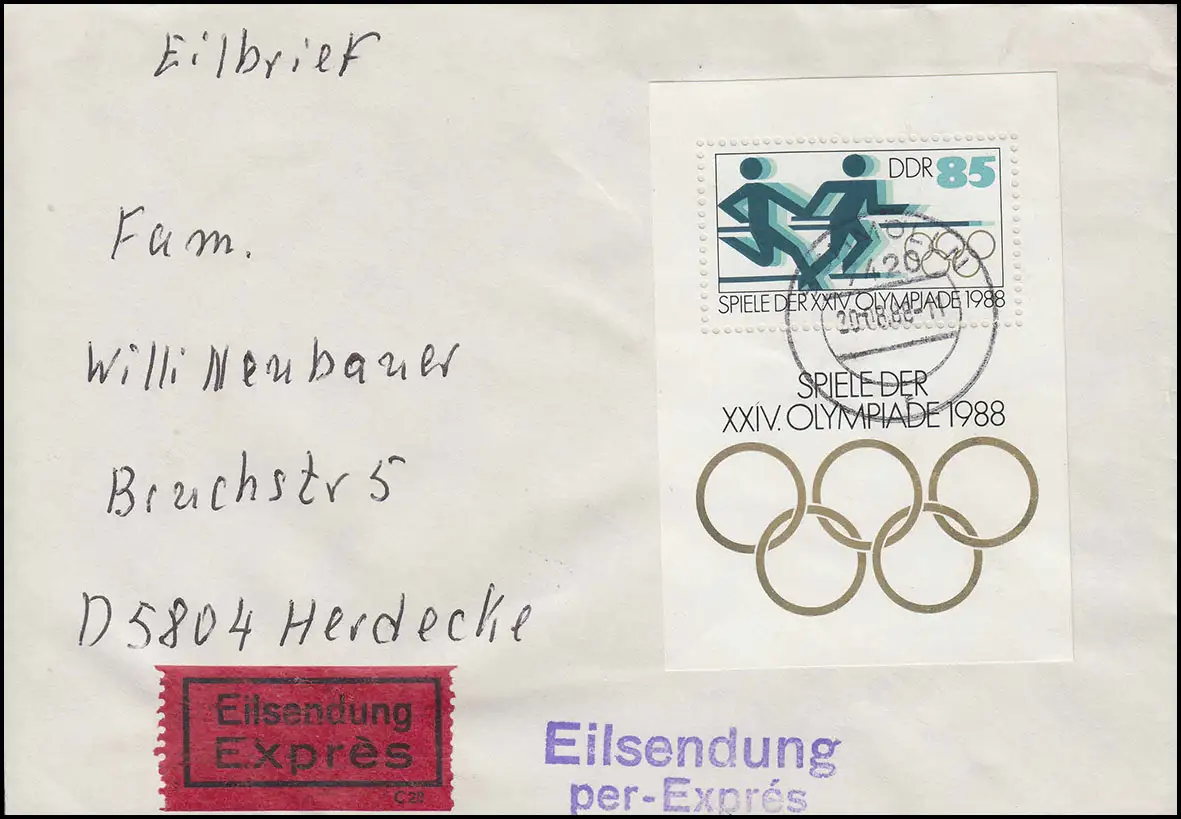 Eilbrief
Fam.
Willi Neubauer
Bruchstr 5
D 5804 Herdecke
DDR 85
SPIELE DER XXIV. OLYMPIADE 1988
SPIELE DER
XXIV. OLYMPIADE 1988
Eilsendung
Exprès
C 29
Eilsendung
per-Exprés